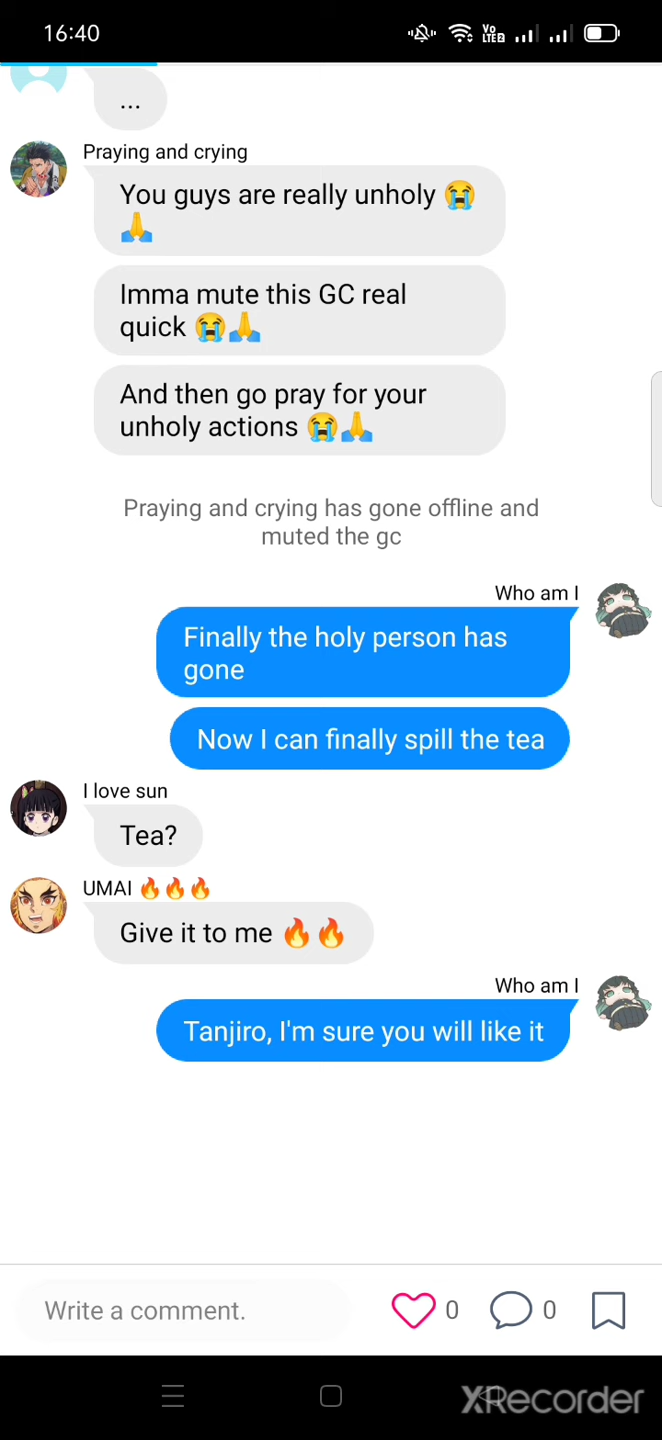 16:40
Vo
LTE2
...
Praying and crying
You guys are really unholy 😭
🙏
Imma mute this GC real
quick 😭🙏
And then go pray for your
unholy actions 😭🙏
Praying and crying has gone offline and
muted the gc
Who am I
Finally the holy person has
gone
Now I can finally spill the tea
I love sun
Tea?
UMAI 🔥🔥🔥
Give it to me 🔥🔥
Who am I
Tanjiro, I'm sure you will like it
Write a comment.
0
0
XRecorder